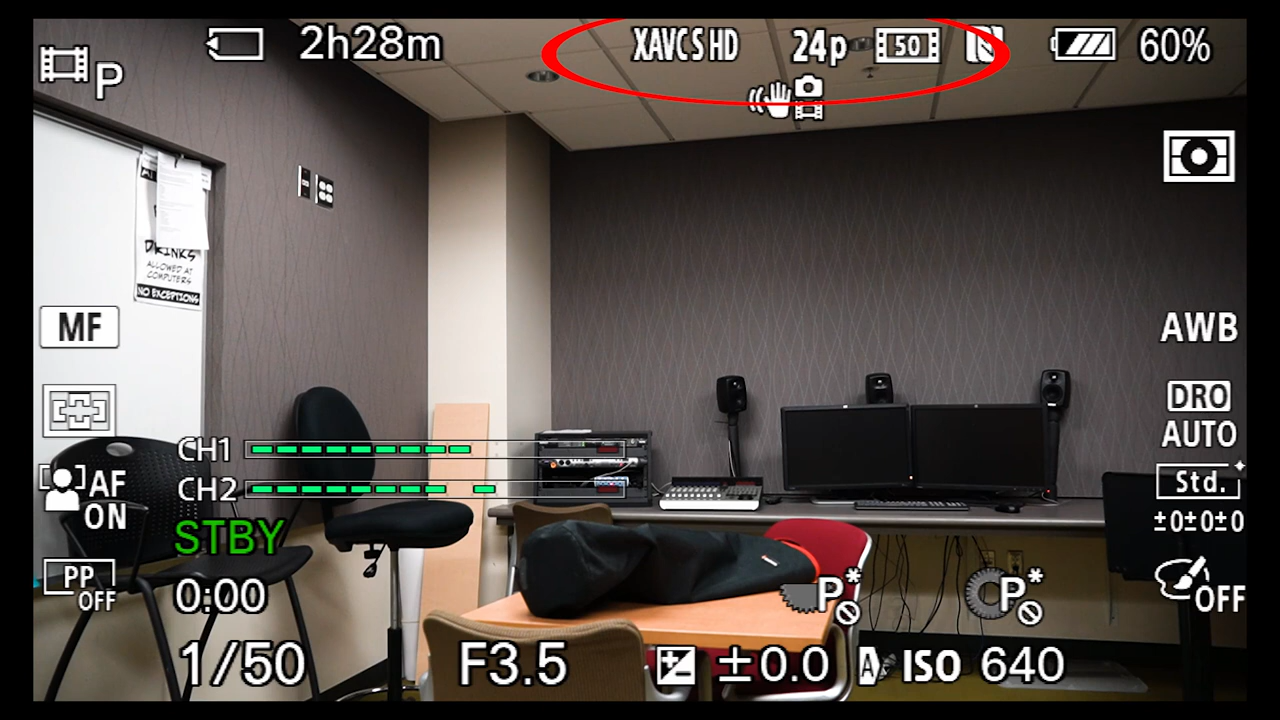 P 2h28m XAVC S HD 24p 50 N 60%
DRINKS
ALLOWED AT
COMPUTERS
NO EXCEPTIONS
MF
AWB
DRO
AUTO
CH1
AF
ON
CH2
Std.
±0±0±0
STBY
PP
OFF
0:00
P*
P*
OFF
1/50 F3.5 ±0.0 A ISO 640